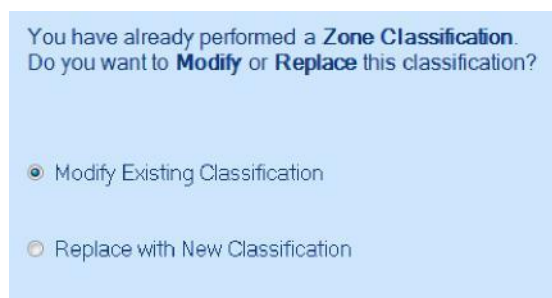 You have already performed a Zone Classification.
Do you want to Modify or Replace this classification?
Modify Existing Classification
Replace with New Classification